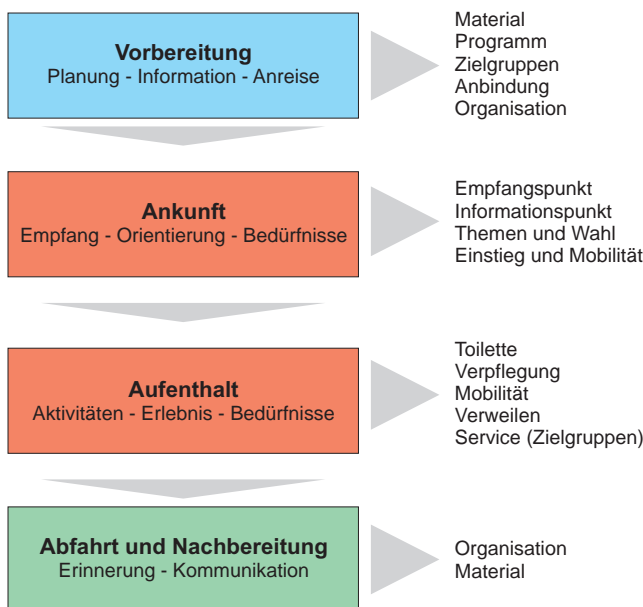 Vorbereitung
Planung - Information - Anreise
Material
Programm
Zielgruppen
Anbindung
Organisation
Ankunft
Empfang - Orientierung - Bedürfnisse
Empfangspunkt
Informationspunkt
Themen und Wahl
Einstieg und Mobilität
Aufenthalt
Aktivitäten - Erlebnis - Bedürfnisse
Toilette
Verpflegung
Mobilität
Verweilen
Service (Zielgruppen)
Abfahrt und Nachbereitung
Erinnerung - Kommunikation
Organisation
Material